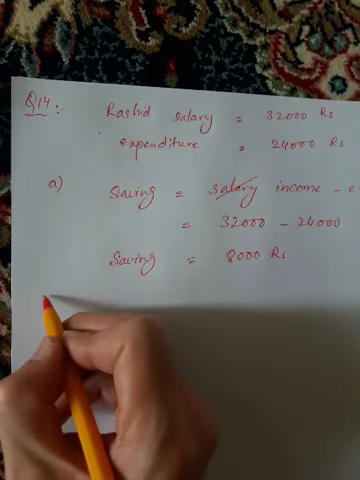 Q14:
Rashid salary = 32000 Rs
expenditure = 24000 Rs
a) Saving = salary income - e
= 32000 - 24000
Saving = 8000 Rs